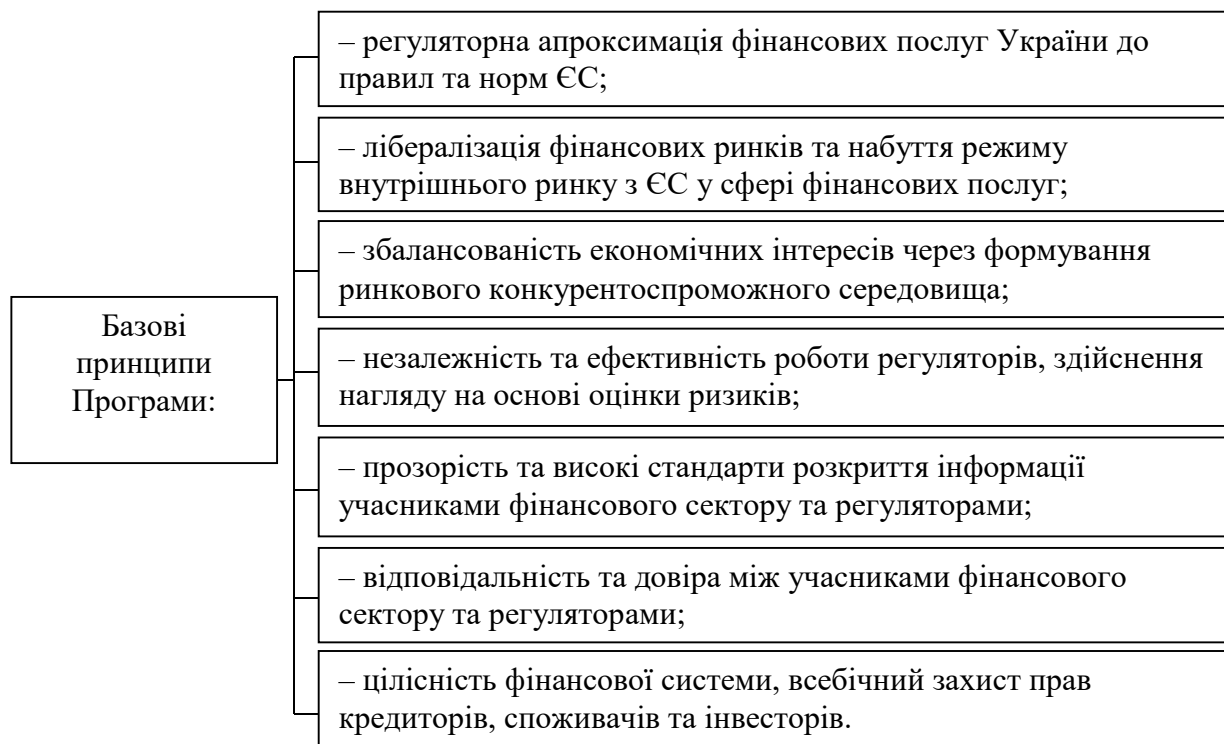 – регуляторна апроксимація фінансових послуг України до
правил та норм ЄС;
– лібералізація фінансових ринків та набуття режиму
внутрішнього ринку з ЄС у сфері фінансових послуг;
– збалансованість економічних інтересів через формування
ринкового конкурентоспроможного середовища;
Базові
принципи
Програми:
– незалежність та ефективність роботи регуляторів, здійснення
нагляду на основі оцінки ризиків;
– прозорість та високі стандарти розкриття інформації
учасниками фінансового сектору та регуляторами;
– відповідальність та довіра між учасниками фінансового
сектору та регуляторами;
– цілісність фінансової системи, всебічний захист прав
кредиторів, споживачів та інвесторів.